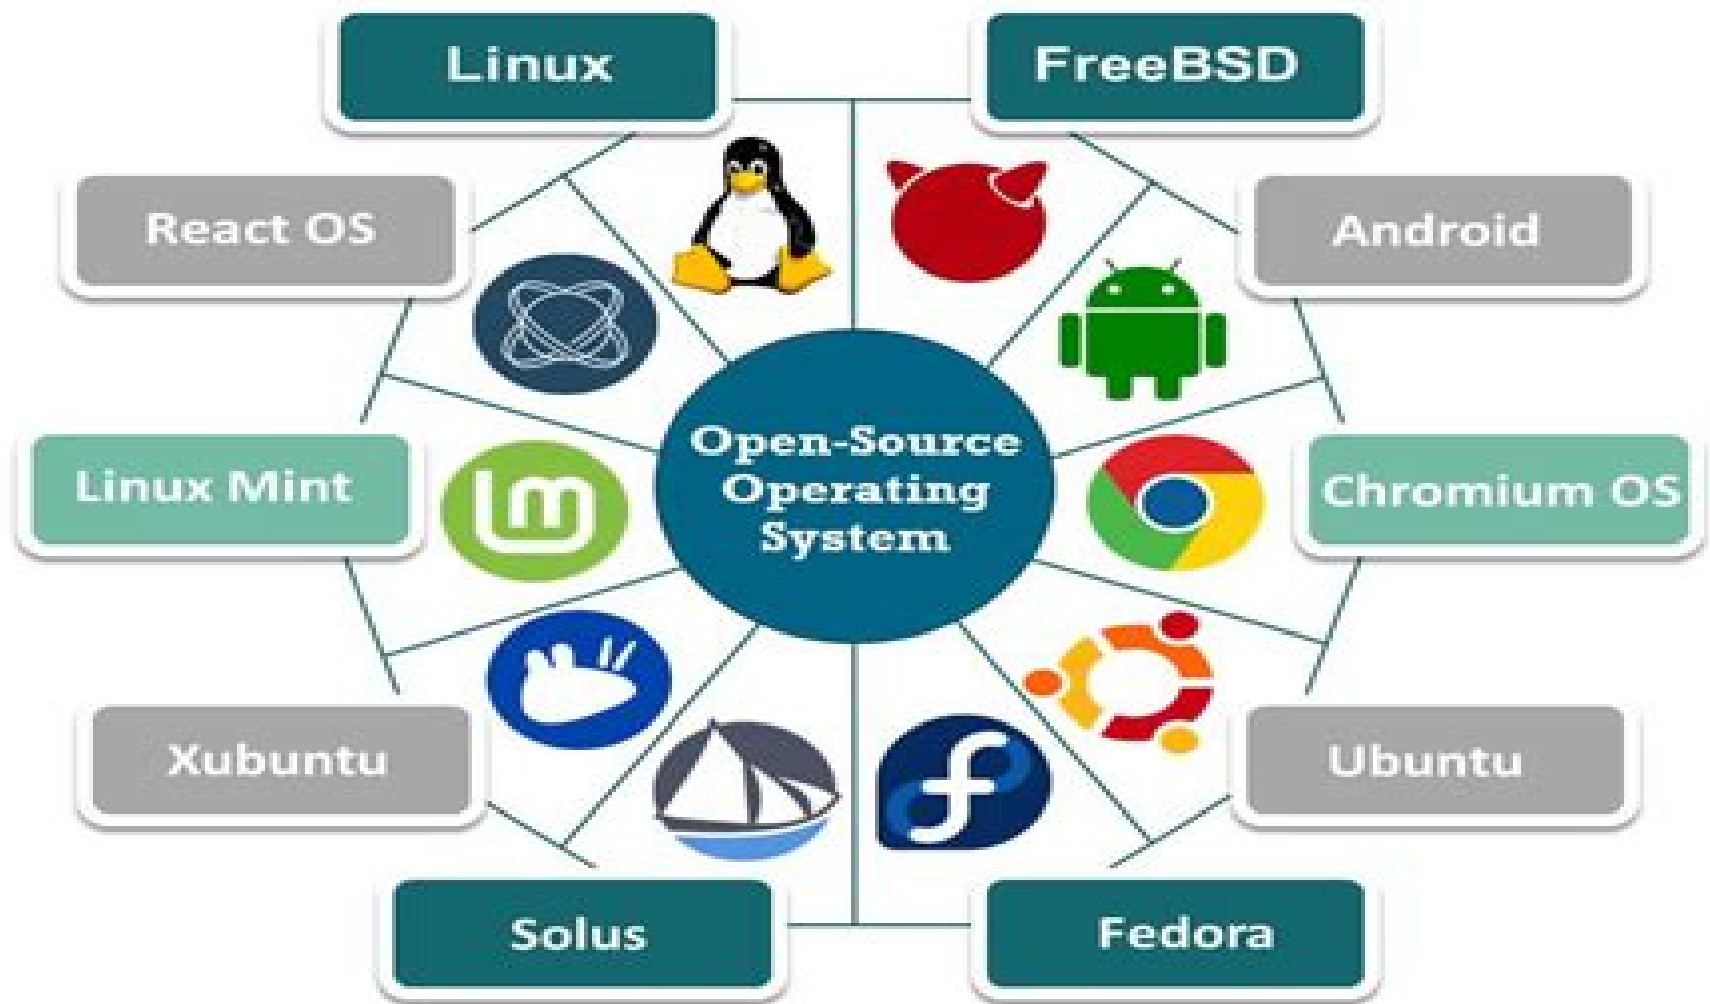 Linux
FreeBSD
React OS
Android
Open-Source
Operating
System
Linux Mint
Chromium OS
Xubuntu
Ubuntu
Solus
Fedora